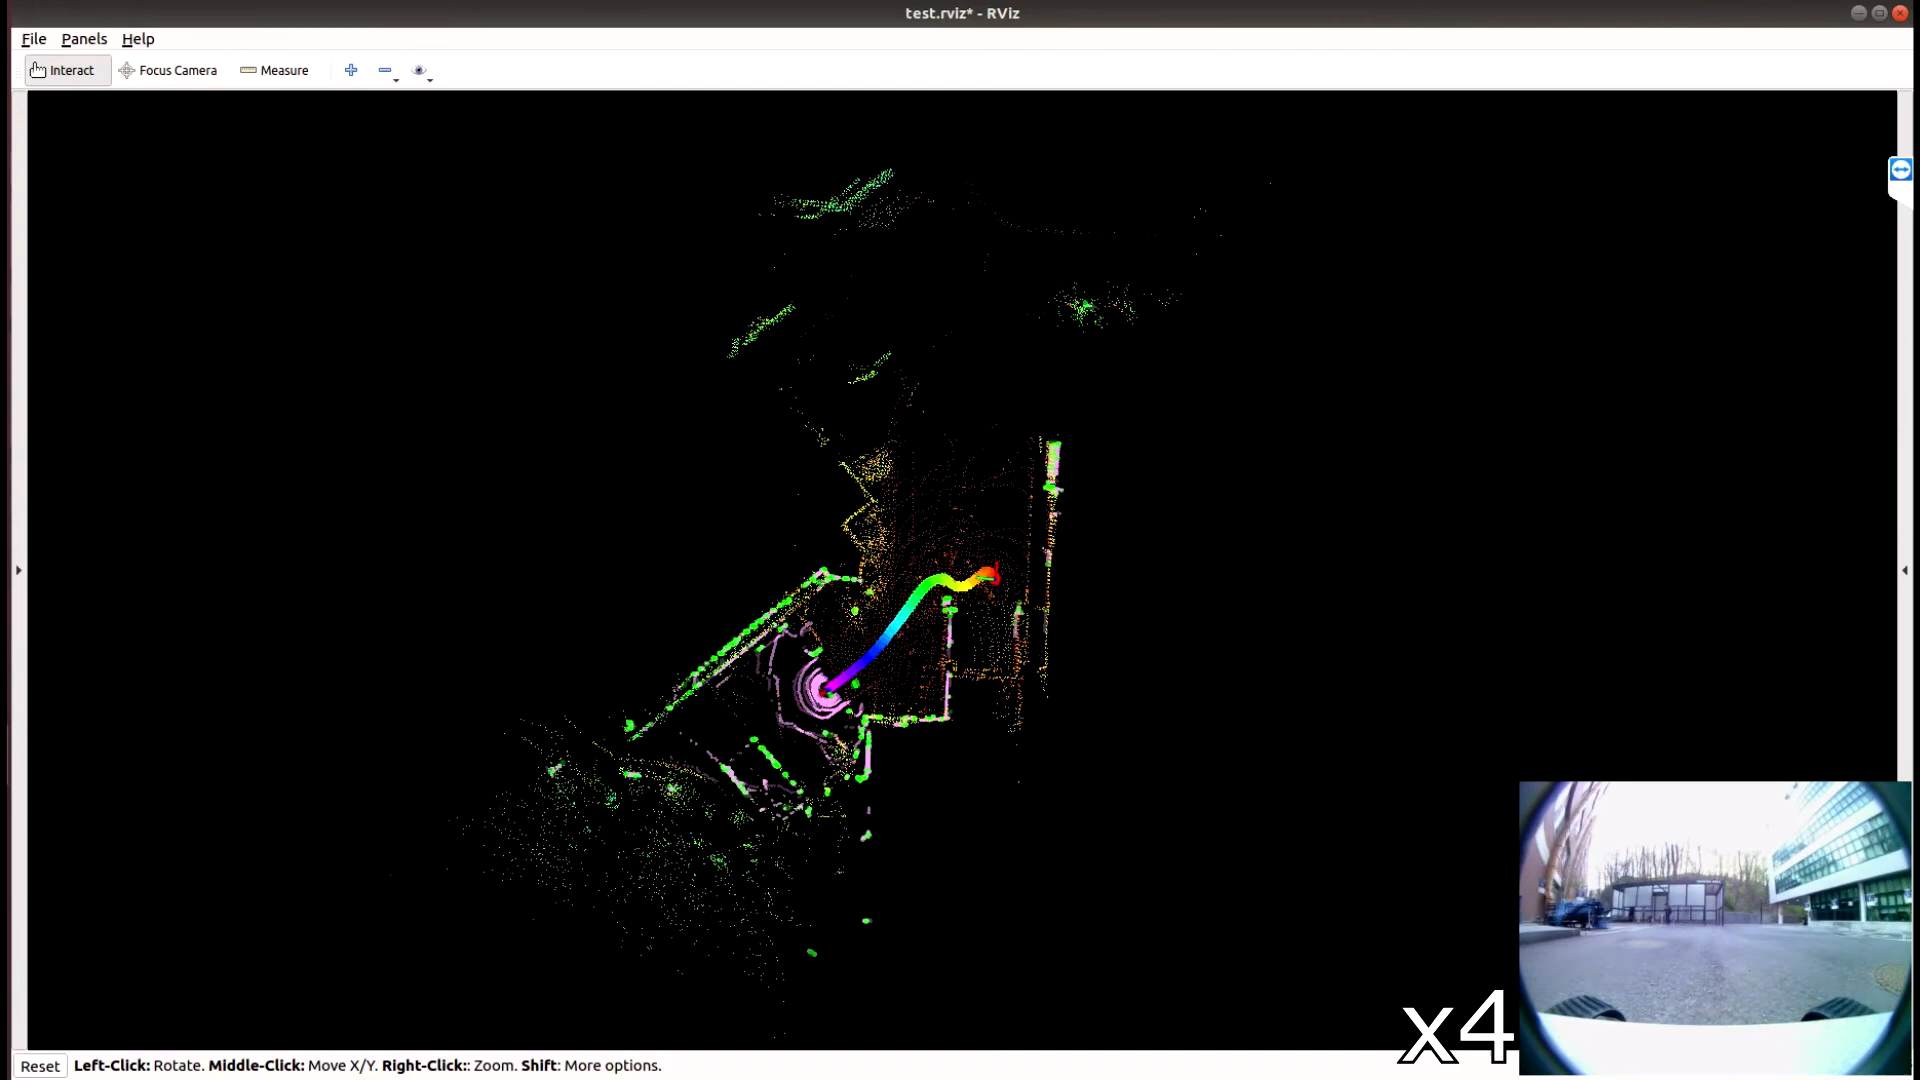 test.rviz* - RViz
File Panels Help
Interact Focus Camera Measure
x4
Reset Left-Click: Rotate. Middle-Click: Move X/Y. Right-Click:: Zoom. Shift: More options.